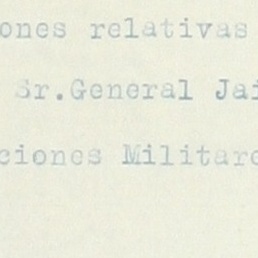 ones relativas
Sr.General Jai
ciones Militare